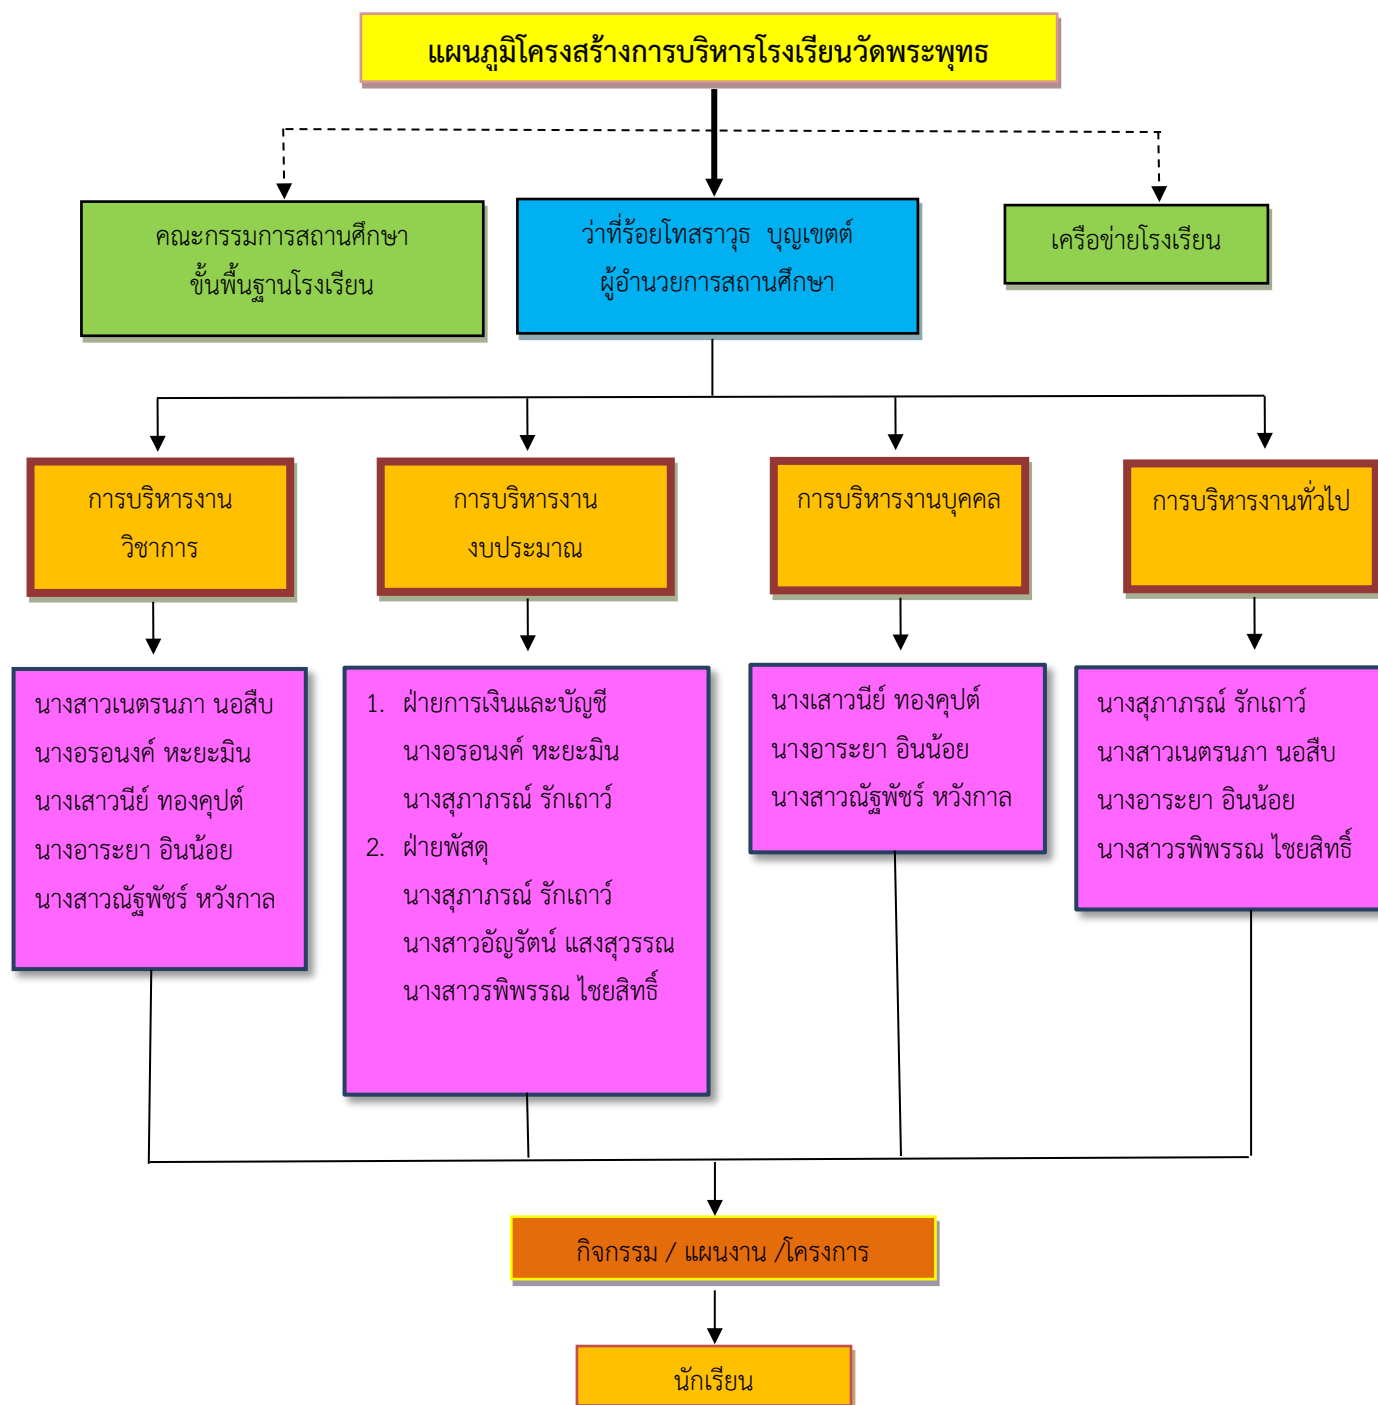 แผนภูมิโครงสร้างการบริหารโรงเรียนวัดพระพุทธ
คณะกรรมการสถานศึกษา
ขั้นพื้นฐานโรงเรียน
ว่าที่ร้อยโทสราวุธ บุญเขตต์
ผู้อำนวยการสถานศึกษา
เครือข่ายโรงเรียน
การบริหารงาน
วิชาการ
การบริหารงาน
งบประมาณ
การบริหารงานบุคคล
การบริหารงานทั่วไป
นางสาวเนตรนภา นอสืบ
นางอรอนงค์ หะยะมิน
นางเสาวนีย์ ทองคุปต์
นางอาระยา อินน้อย
นางสาวณัฐพัชร์ หวังกาล
1. ฝ่ายการเงินและบัญชี
นางอรอนงค์ หะยะมิน
นางสุภาภรณ์ รักเถาว์
2. ฝ่ายพัสดุ
นางสุภาภรณ์ รักเถาว์
นางสาวอัญรัตน์ แสงสุวรรณ
นางสาวรพิพรรณ ไชยสิทธิ์
นางเสาวนีย์ ทองคุปต์
นางอาระยา อินน้อย
นางสาวณัฐพัชร์ หวังกาล
นางสุภาภรณ์ รักเถาว์
นางสาวเนตรนภา นอสืบ
นางอาระยา อินน้อย
นางสาวรพิพรรณ ไชยสิทธิ์
กิจกรรม / แผนงาน /โครงการ
นักเรียน